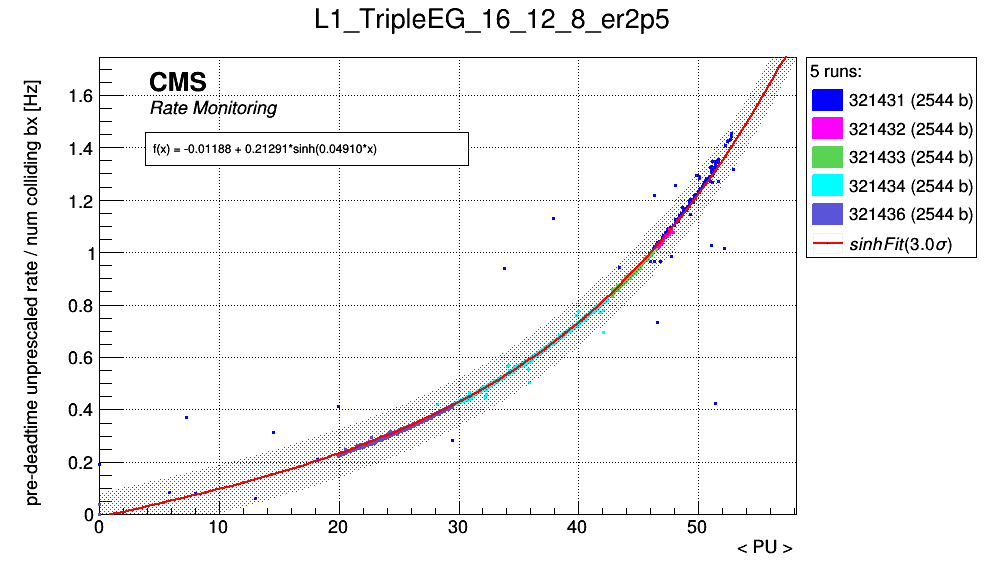 L1_TripleEG_16_12_8_er2p5
pre-deadtime unprescaled rate / num colliding bx [Hz]
CMS
Rate Monitoring
f(x) = -0.01188 + 0.21291*sinh(0.04910*x)
1.6
1.4
1.2
1
0.8
0.6
0.4
0.2
0
0 10 20 30 40 50
< PU >
5 runs:
321431 (2544 b)
321432 (2544 b)
321433 (2544 b)
321434 (2544 b)
321436 (2544 b)
sinhFit(3.0σ)